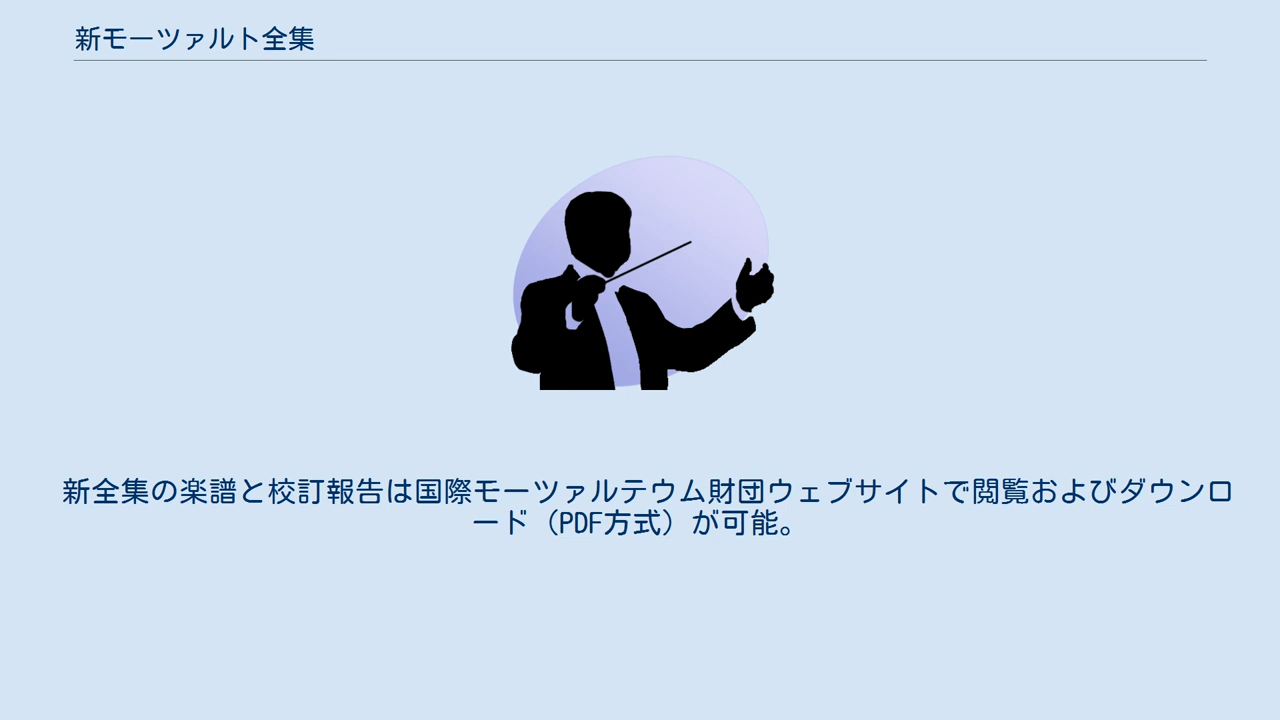 新モーツァルト全集
新全集の楽譜と校訂報告は国際モーツァルテウム財団ウェブサイトで閲覧およびダウンロ
ード（PDF方式）が可能。